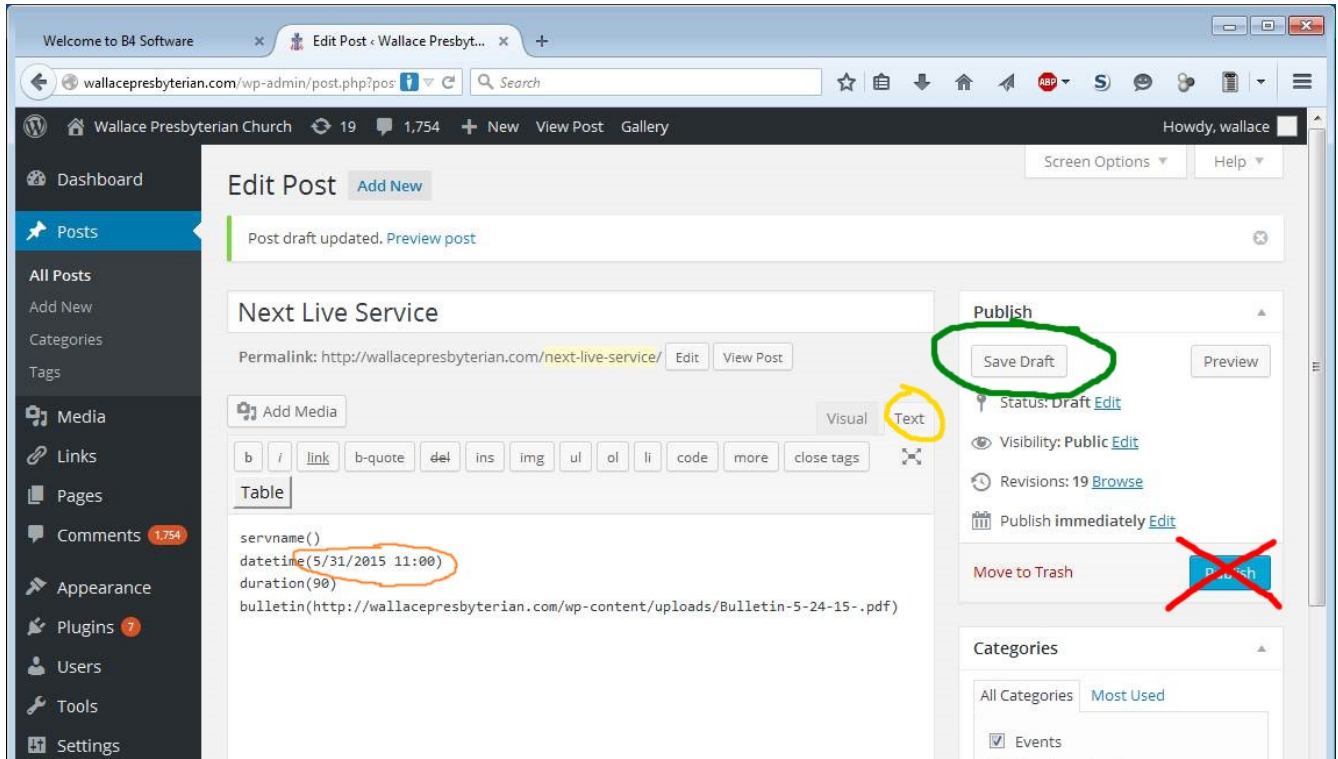 Welcome to B4 Software
Edit Post ‹ Wallace Presbyt...
wallacepresbyterian.com/wp-admin/post.php?pos
Search
ABP
S
Wallace Presbyterian Church 19 1,754 + New View Post Gallery
Howdy, wallace
Screen Options
Help
Dashboard
Posts
All Posts
Add New
Categories
Tags
Media
Links
Pages
Comments 1,754
Appearance
Plugins 7
Users
Tools
Settings
Edit Post Add New
Post draft updated. Preview post
Next Live Service
Permalink: http://wallacepresbyterian.com/next-live-service/ Edit View Post
Add Media
Visual Text
b i link b-quote del ins img ul ol li code more close tags
Table
servname()
datetime(5/31/2015 11:00)
duration(90)
bulletin(http://wallacepresbyterian.com/wp-content/uploads/Bulletin-5-24-15-.pdf)
Publish
Save Draft Preview
Status: Draft Edit
Visibility: Public Edit
Revisions: 19 Browse
Publish immediately Edit
Move to Trash Publish
Categories
All Categories Most Used
Events